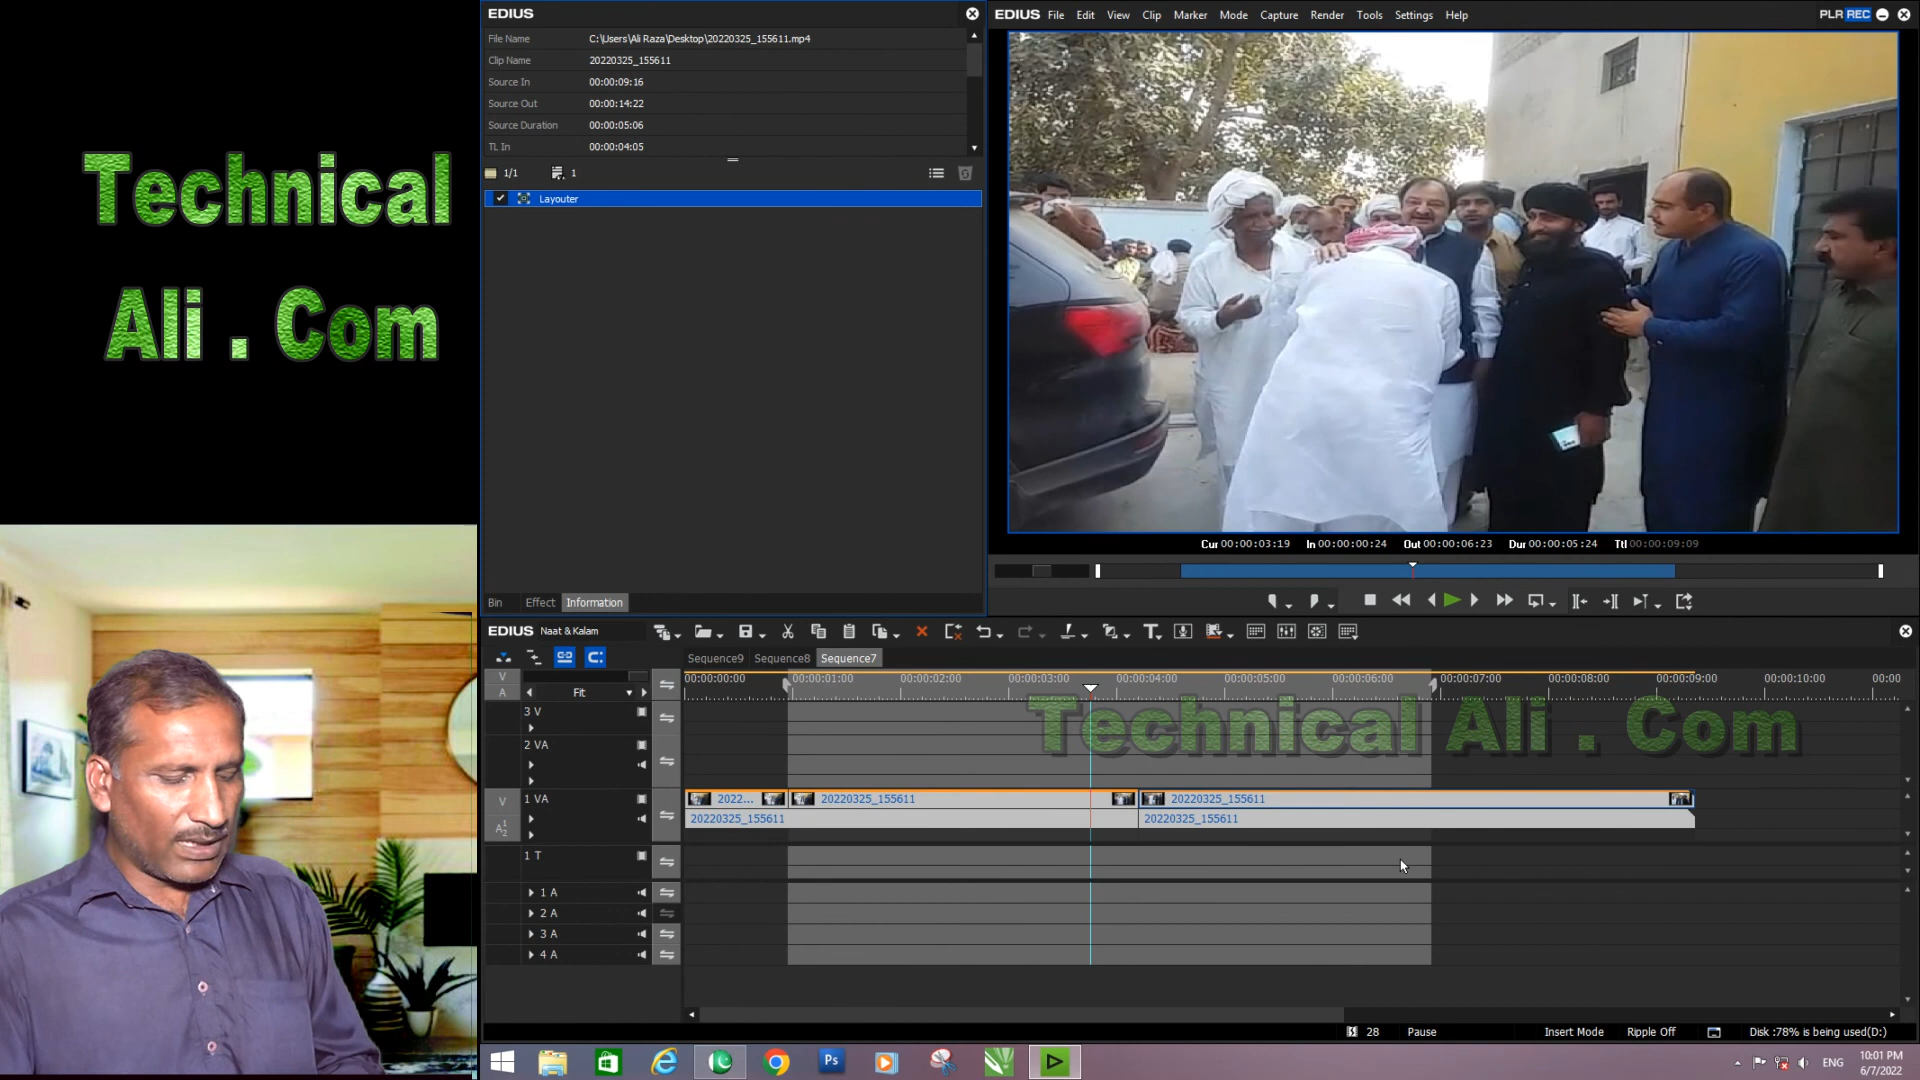 Technical
Ali . Com
EDIUS
File Name C:\Users\Ali Raza\Desktop\20220325_155611.mp4
Clip Name 20220325_155611
Source In 00:00:09:16
Source Out 00:00:14:22
Source Duration 00:00:05:06
TL In 00:00:04:05
1/1 1
Layouter
Bin Effect Information
EDIUS File Edit View Clip Marker Mode Capture Render Tools Settings Help PLR REC
Cur 00:00:03:19 In 00:00:00:24 Out 00:00:06:23 Dur 00:00:05:24 Ttl 00:00:09:09
EDIUS Naat & Kalam
Sequence9 Sequence8 Sequence7
V
A
Fit
00:00:00:00 00:00:01:00 00:00:02:00 00:00:03:00 00:00:04:00 00:00:05:00 00:00:06:00 00:00:07:00 00:00:08:00 00:00:09:00 00:00:10:00 00:00
3 V
Technical Ali . Com
2 VA
V 1 VA 2022... 20220325_155611 20220325_155611
A 1 2 20220325_155611 20220325_155611
1 T
1 A
2 A
3 A
4 A
28 Pause Insert Mode Ripple Off Disk :78% is being used(D:)
Ps
ENG
10:01 PM
6/7/2022